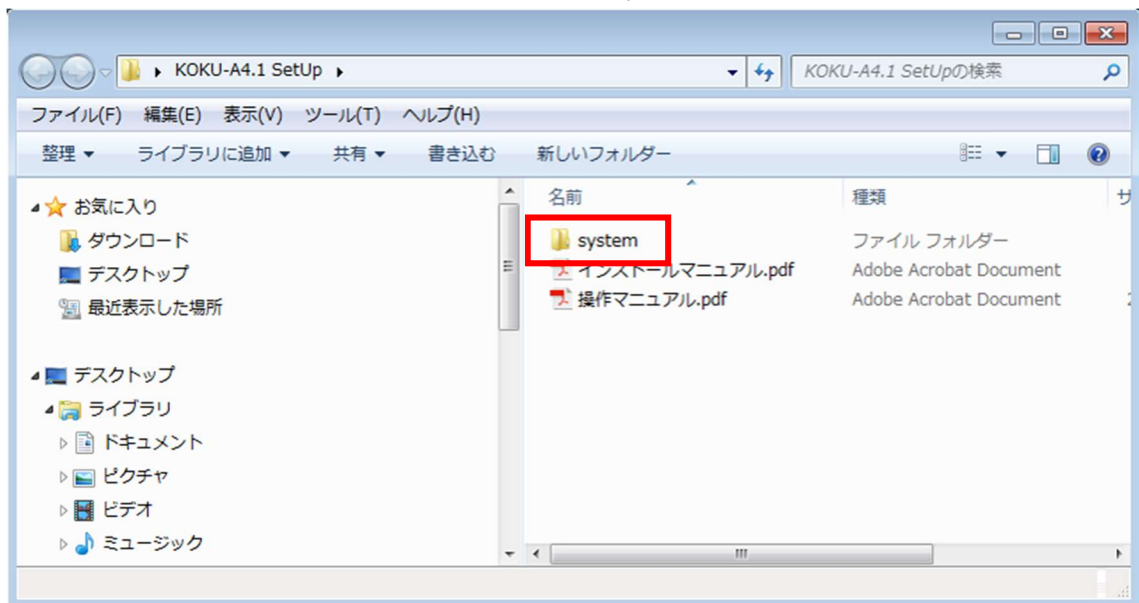 KOKU-A4.1 SetUp
KOKU-A4.1 SetUpの検索
ファイル(F) 編集(E) 表示(V) ツール(T) ヘルプ(H)
整理 ライブラリに追加 共有 書き込む 新しいフォルダー
お気に入り
ダウンロード
デスクトップ
最近表示した場所
デスクトップ
ライブラリ
ドキュメント
ピクチャ
ビデオ
ミュージック
名前 種類 サ
system ファイル フォルダー
インストールマニュアル.pdf Adobe Acrobat Document
操作マニュアル.pdf Adobe Acrobat Document